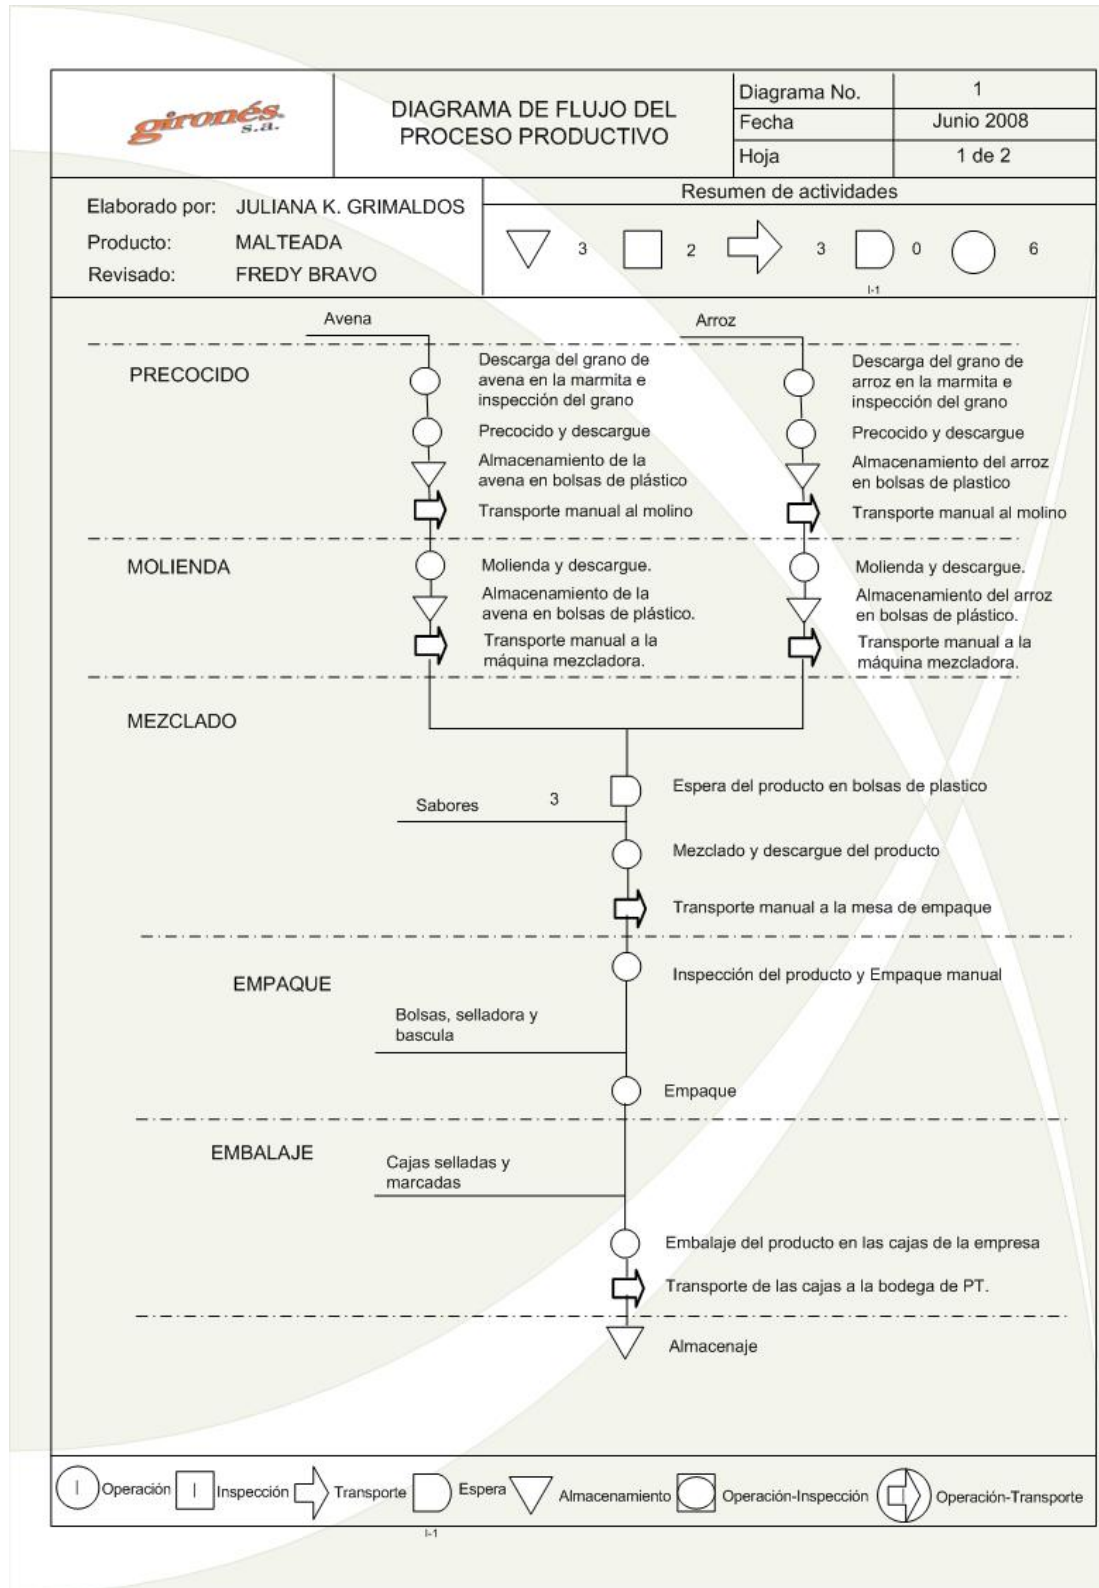 gironés
s.a.
DIAGRAMA DE FLUJO DEL
PROCESO PRODUCTIVO
Diagrama No. 1
Fecha Junio 2008
Hoja 1 de 2
Elaborado por: JULIANA K. GRIMALDOS
Producto: MALTEADA
Revisado: FREDY BRAVO
Resumen de actividades
3 2 3 0 6
I-1
Avena
Arroz
PRECOCIDO
Descarga del grano de
avena en la marmita e
inspección del grano
Precocido y descargue
Almacenamiento de la
avena en bolsas de plástico
Transporte manual al molino
Descarga del grano de
arroz en la marmita e
inspección del grano
Precocido y descargue
Almacenamiento del arroz
en bolsas de plastico
Transporte manual al molino
MOLIENDA
Molienda y descargue.
Almacenamiento de la
avena en bolsas de plástico.
Transporte manual a la
máquina mezcladora.
Molienda y descargue.
Almacenamiento del arroz
en bolsas de plástico.
Transporte manual a la
máquina mezcladora.
MEZCLADO
Espera del producto en bolsas de plastico
Sabores 3
Mezclado y descargue del producto
Transporte manual a la mesa de empaque
EMPAQUE
Inspección del producto y Empaque manual
Bolsas, selladora y
bascula
Empaque
EMBALAJE
Cajas selladas y
marcadas
Embalaje del producto en las cajas de la empresa
Transporte de las cajas a la bodega de PT.
Almacenaje
I Operación I Inspección Transporte Espera Almacenamiento Operación-Inspección Operación-Transporte
I-1